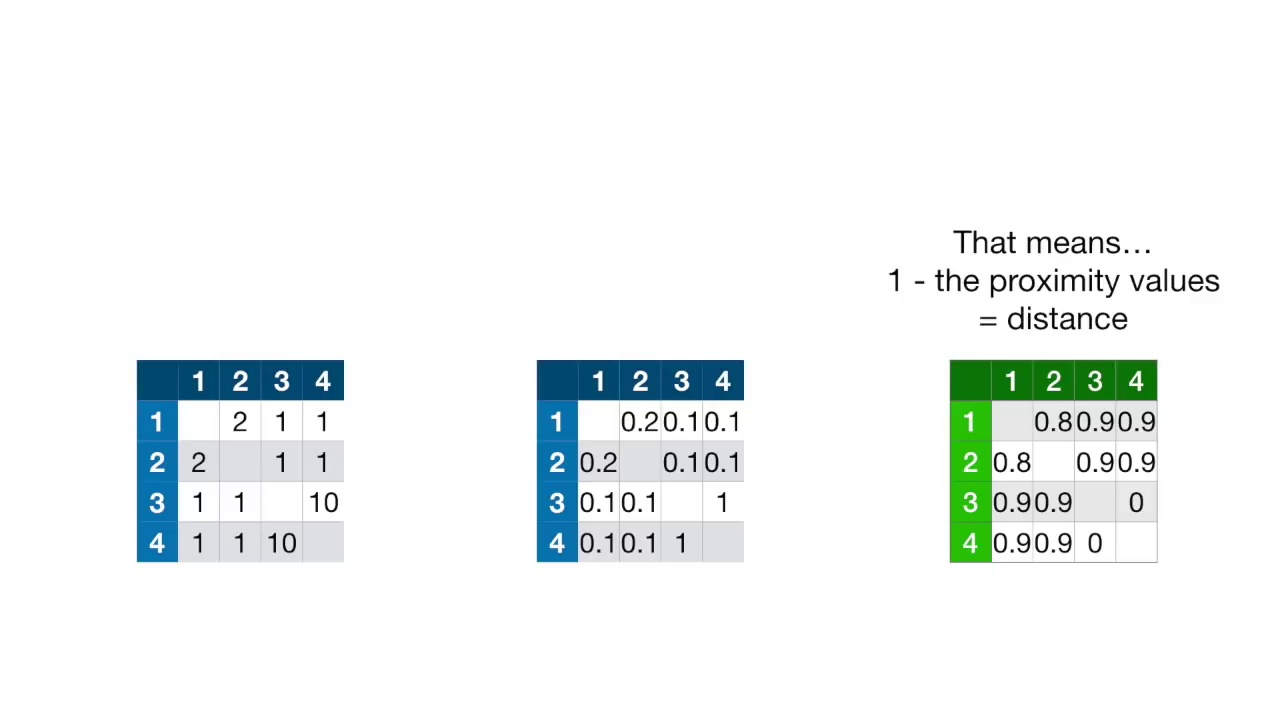 That means…
1 - the proximity values
= distance
1 2 3 4
1 2 1 1
2 2 1 1
3 1 1 10
4 1 1 10
1 2 3 4
1 0.2 0.1 0.1
2 0.2 0.1 0.1
3 0.1 0.1 1
4 0.1 0.1 1
1 2 3 4
1 0.8 0.9 0.9
2 0.8 0.9 0.9
3 0.9 0.9 0
4 0.9 0.9 0